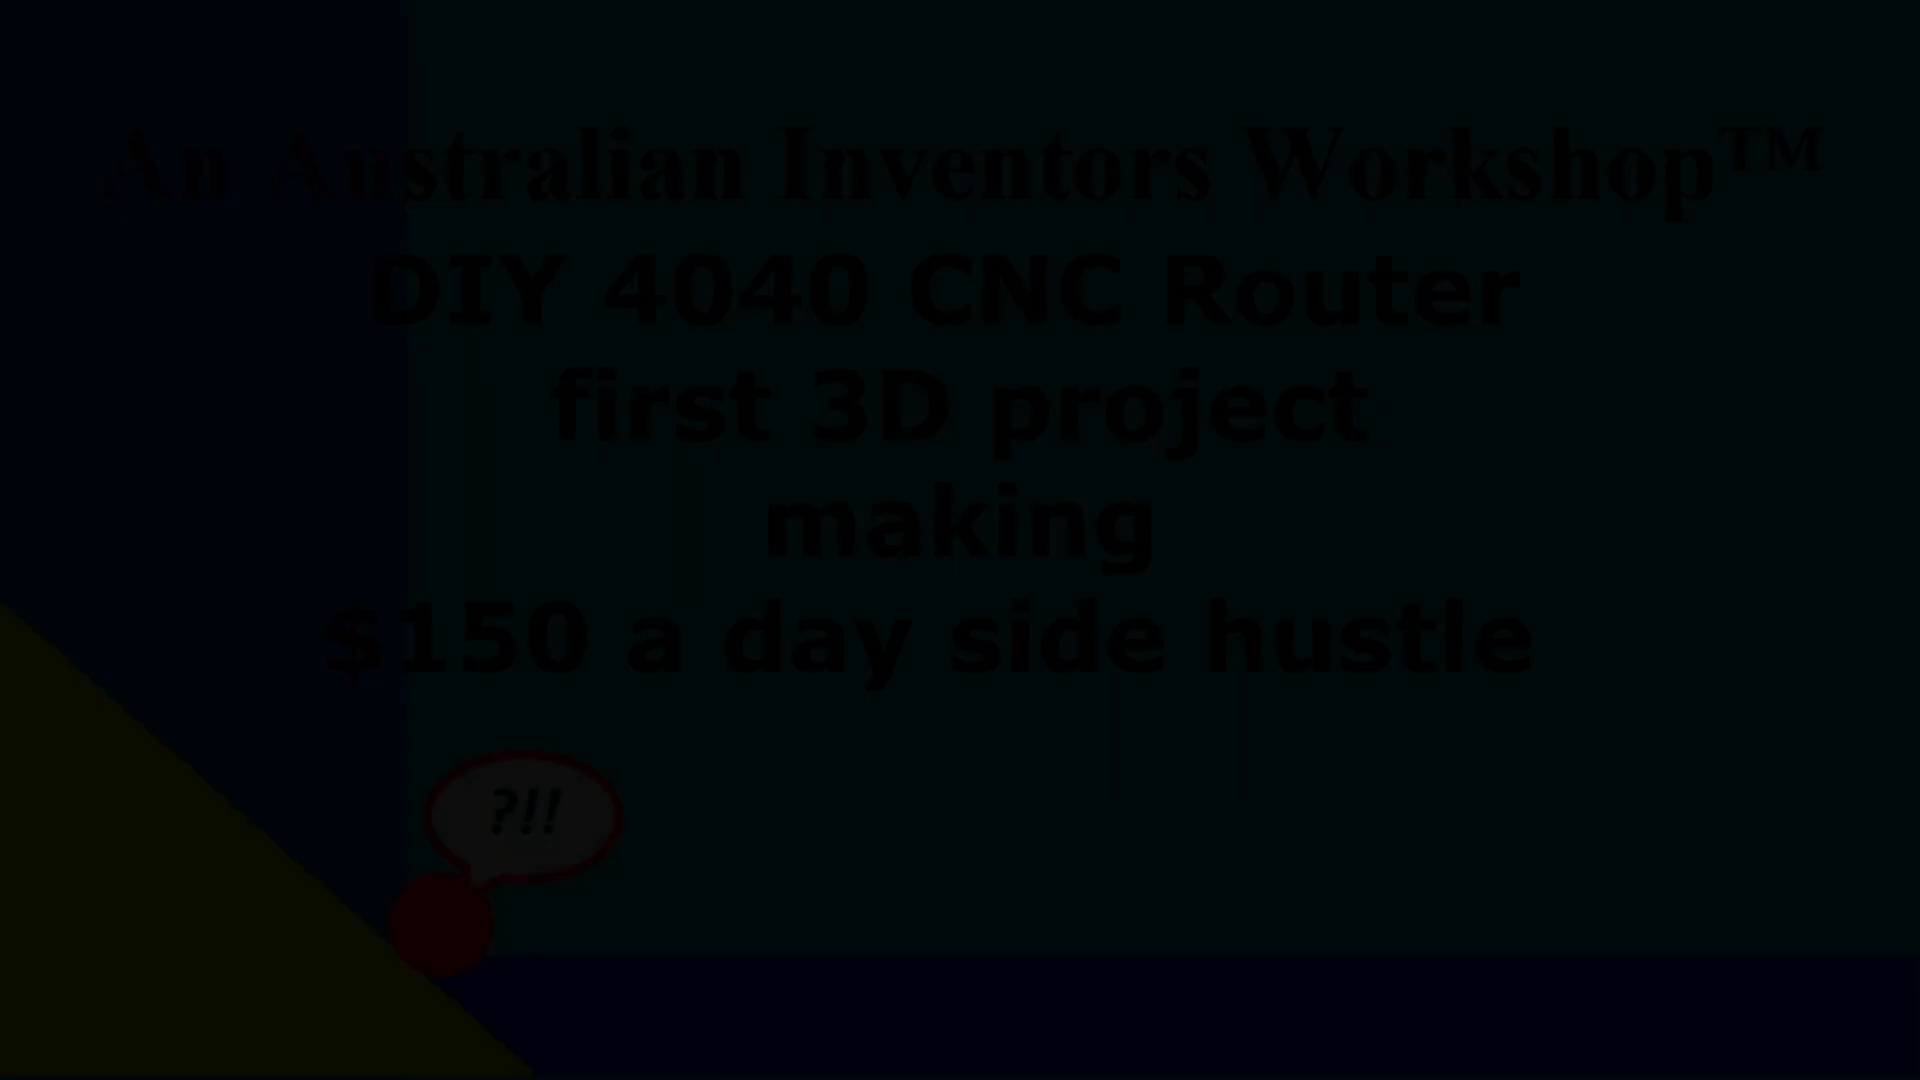 An Australian Inventors Workshop™
DIY 4040 CNC Router
first 3D project
making
$150 a day side hustle
?!!